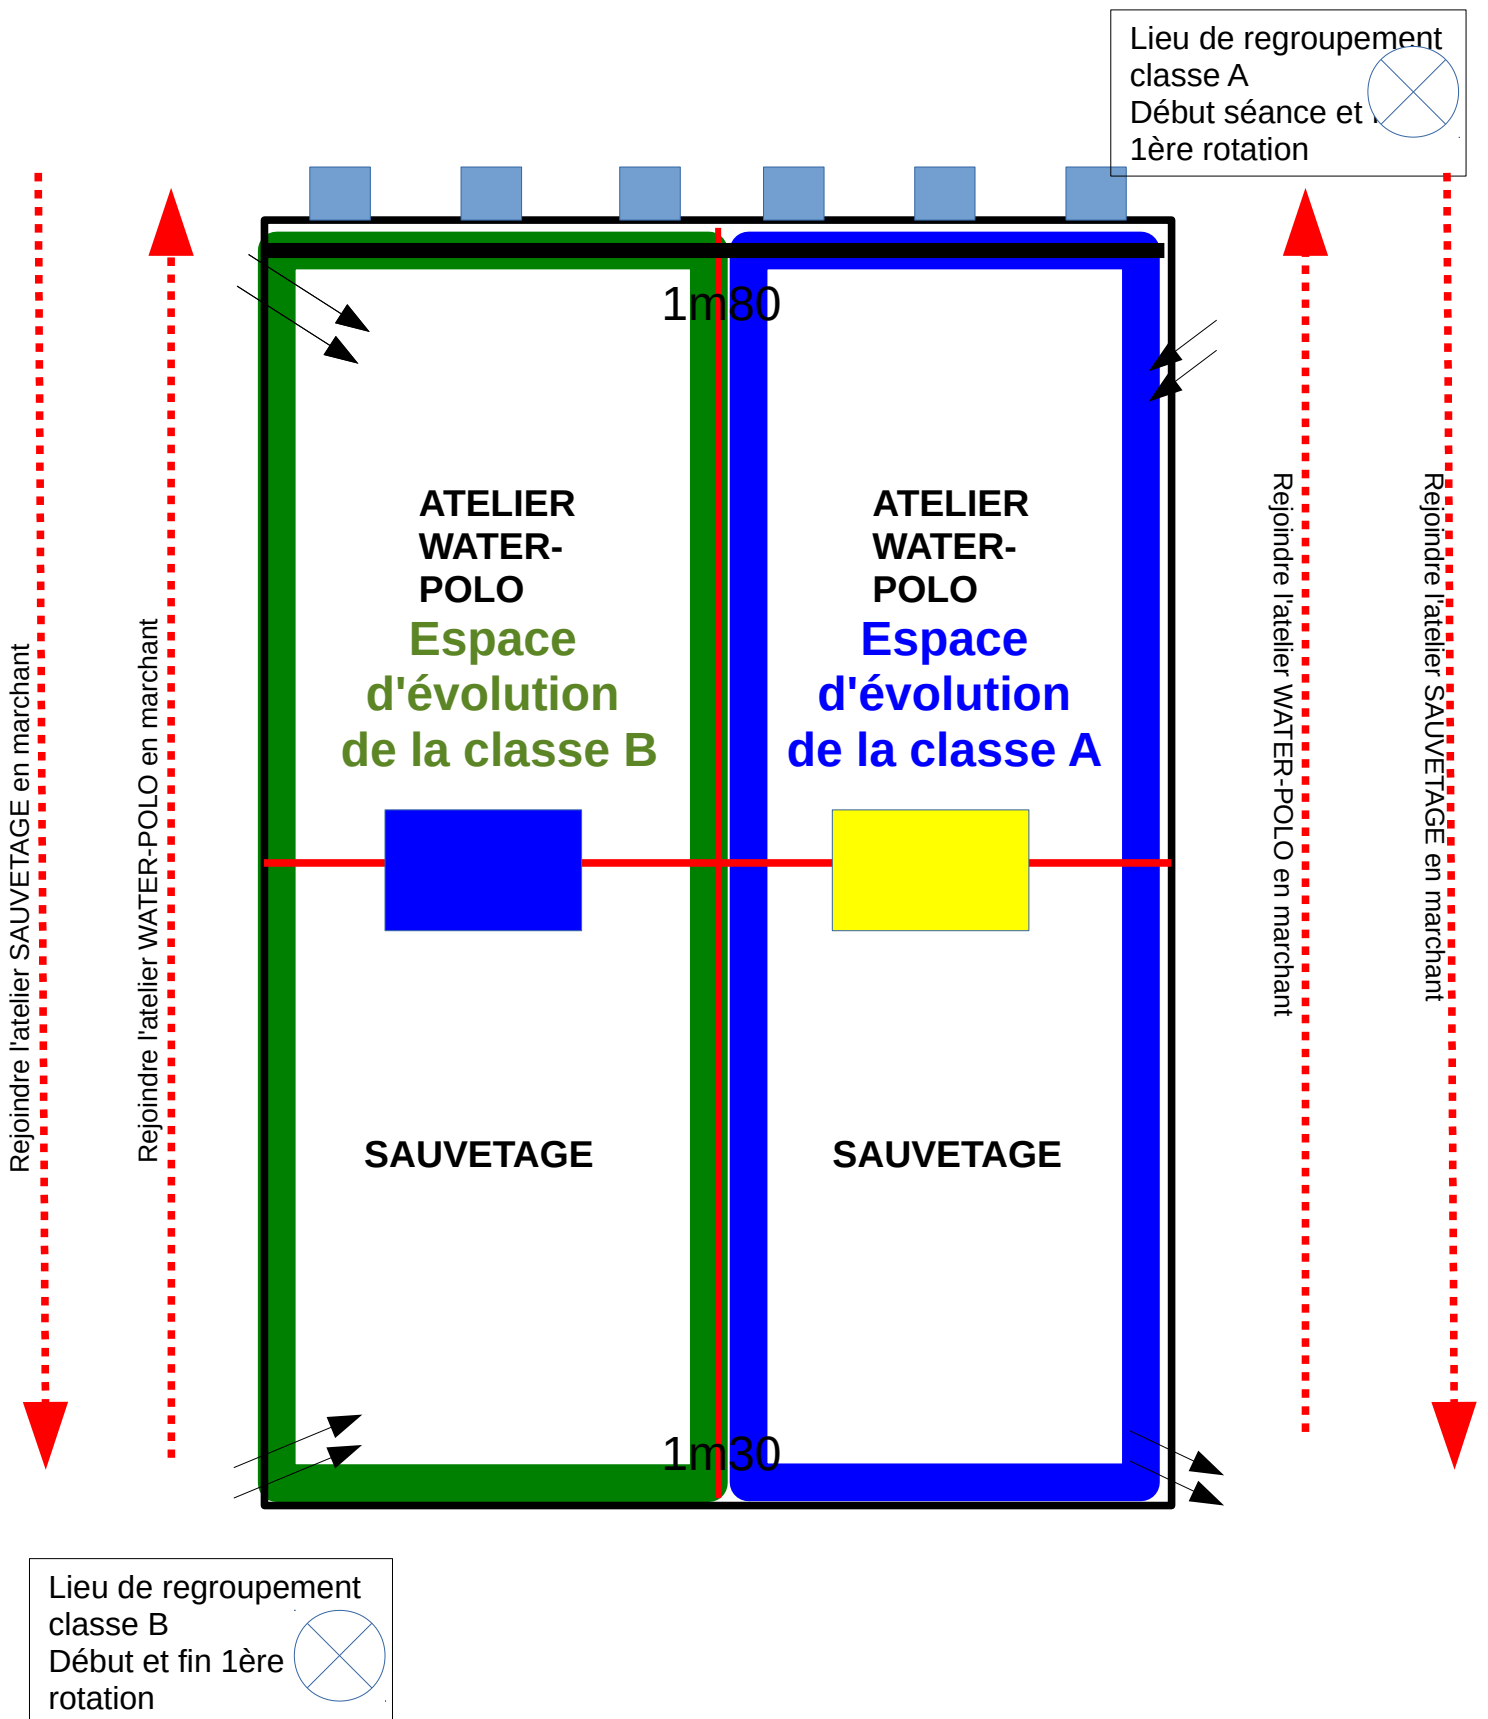 Lieu de regroupement
classe A
Début séance et
1ère rotation
1m80
ATELIER
WATER-
POLO
Espace
d'évolution
de la classe B
ATELIER
WATER-
POLO
Espace
d'évolution
de la classe A
Rejoindre l'atelier SAUVETAGE en marchant
Rejoindre l'atelier WATER-POLO en marchant
Rejoindre l'atelier WATER-POLO en marchant
Rejoindre l'atelier SAUVETAGE en marchant
SAUVETAGE
SAUVETAGE
1m30
Lieu de regroupement
classe B
Début et fin 1ère
rotation